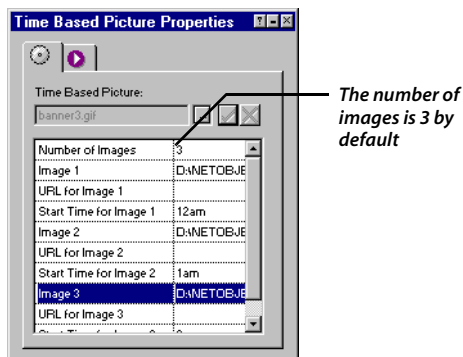 Time Based Picture Properties
Time Based Picture:
banner3.gif
Number of Images 3
Image 1 D:\NETOBJE
URL for Image 1
Start Time for Image 1 12am
Image 2 D:\NETOBJE
URL for Image 2
Start Time for Image 2 1am
Image 3 D:\NETOBJE
URL for Image 3
The number of
images is 3 by
default